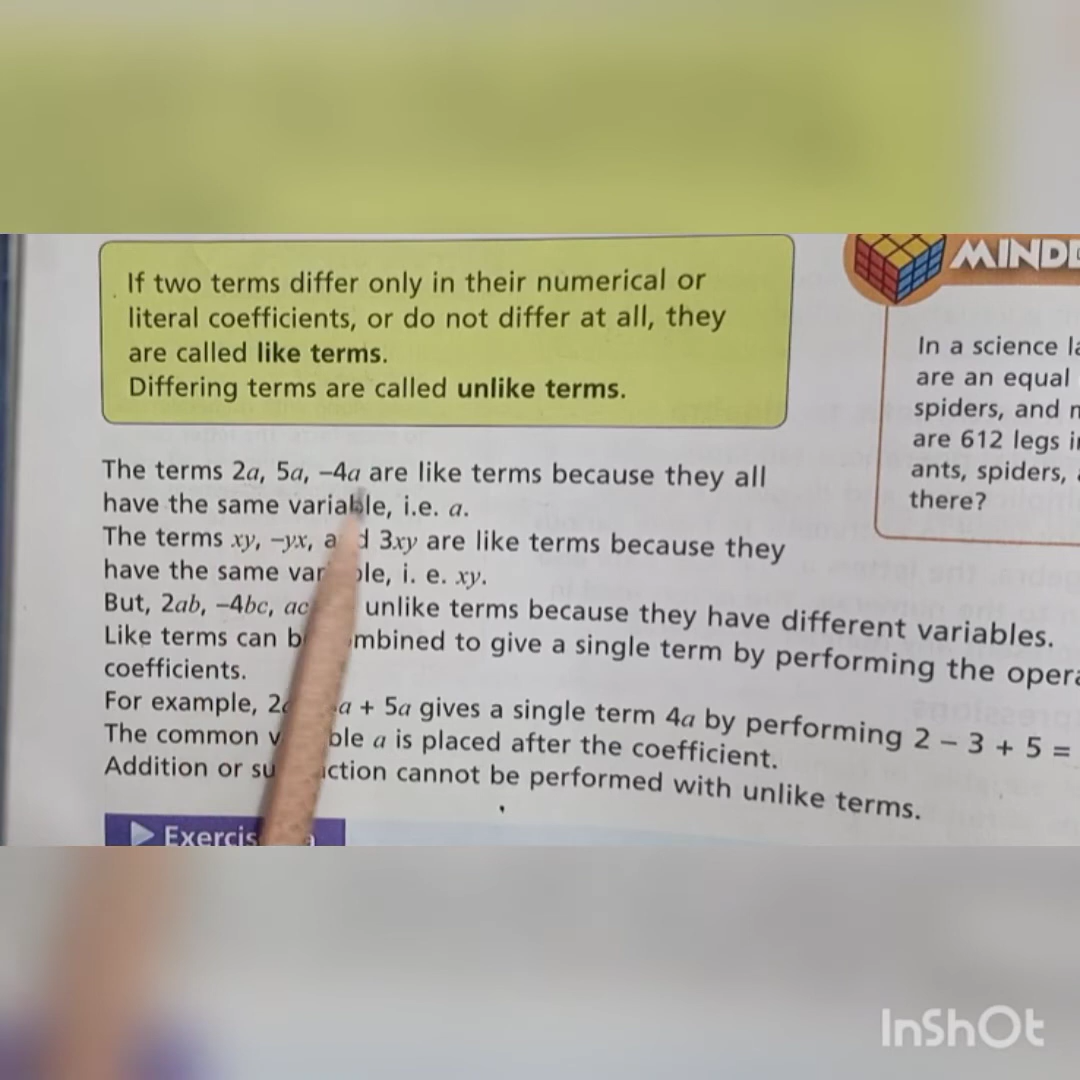 If two terms differ only in their numerical or
literal coefficients, or do not differ at all, they
are called like terms.
Differing terms are called unlike terms.
The terms 2a, 5a, –4a are like terms because they all
have the same variable, i.e. a.
The terms xy, –yx, a d 3xy are like terms because they
have the same var ble, i. e. xy.
But, 2ab, –4bc, ac unlike terms because they have different variables.
Like terms can b mbined to give a single term by performing the opera
coefficients.
For example, 2 a + 5a gives a single term 4a by performing 2 – 3 + 5 =
The common v ble a is placed after the coefficient.
Addition or su ction cannot be performed with unlike terms.
Exercis
MINDE
In a science la
are an equal
spiders, and
are 612 legs i
ants, spiders,
there?
InShOt